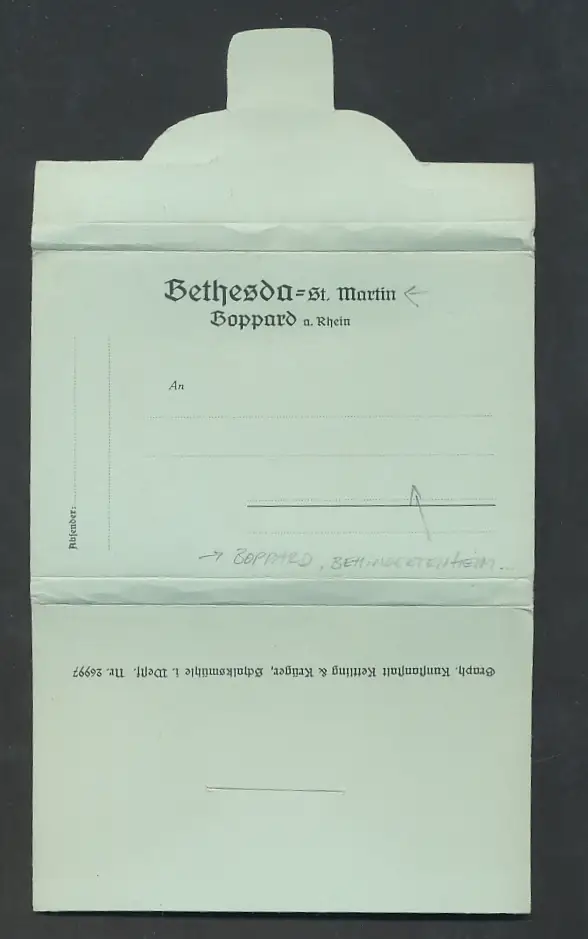 Bethesda=St. Martin
Boppard a. Rhein
An
Absender:
→ BOPPARD, BEHINDERTENHEIM...
Graph. Kunstanstalt Kettling & Krüger, Schalksmühle i. Westf. Nr. 26997